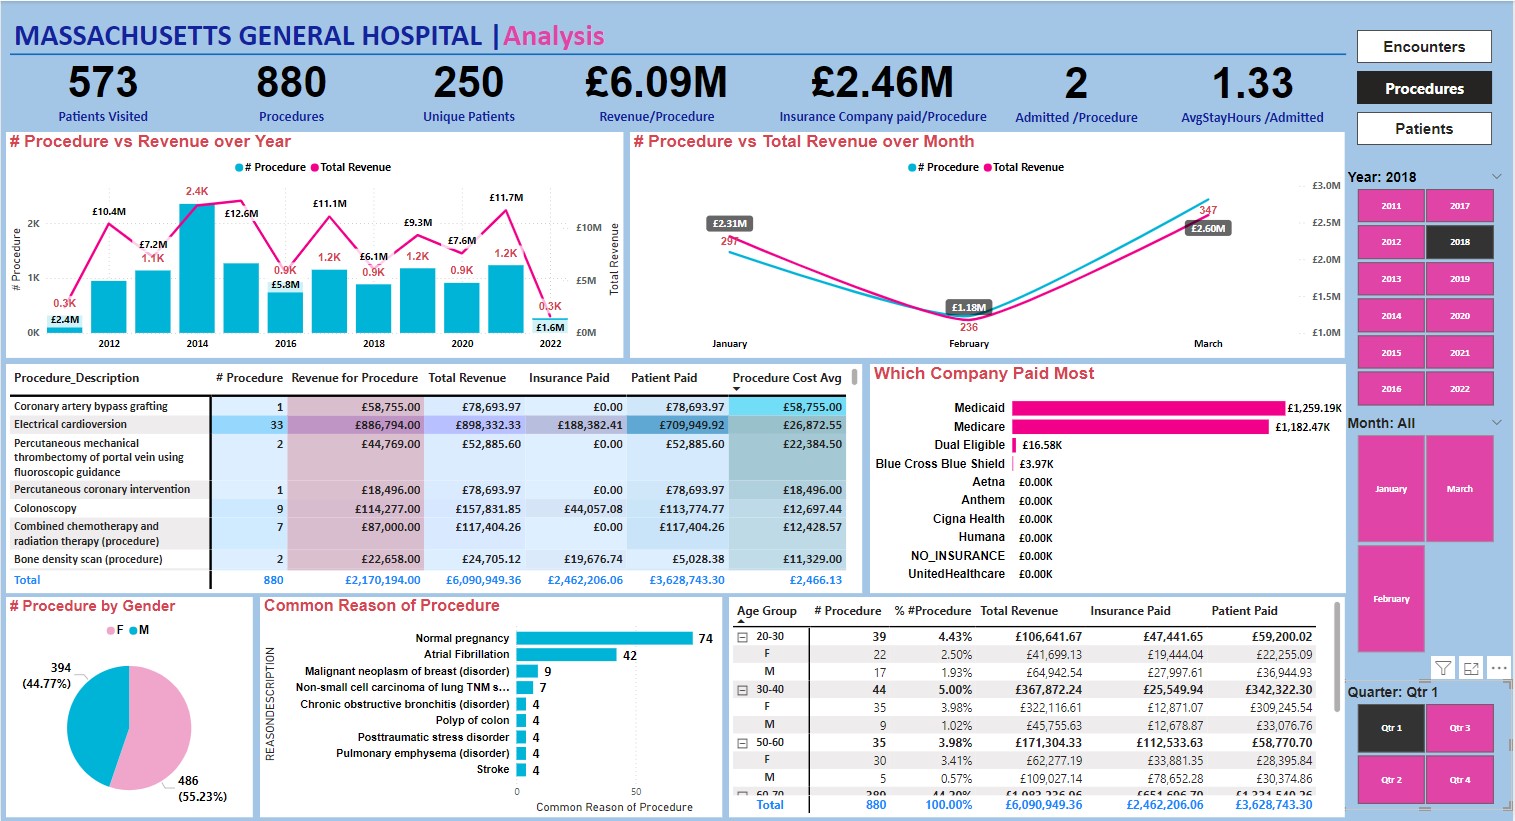 MASSACHUSETTS GENERAL HOSPITAL | Analysis
573
Patients Visited
880
Procedures
250
Unique Patients
£6.09M
Revenue/Procedure
£2.46M
Insurance Company paid/Procedure
2
Admitted /Procedure
1.33
AvgStayHours /Admitted
Encounters
Procedures
Patients
# Procedure vs Revenue over Year
# Procedure Total Revenue
# Procedure
2K
1K
0K
£10M
£5M
£0M
Total Revenue
0.3K
£2.4M
£10.4M
£7.2M
1.1K
2.4K
£12.6M
0.9K
£5.8M
£11.1M
1.2K
£6.1M
0.9K
£9.3M
1.2K
£7.6M
0.9K
£11.7M
1.2K
0.3K
£1.6M
2012 2014 2016 2018 2020 2022
# Procedure vs Total Revenue over Month
# Procedure Total Revenue
£3.0M
£2.5M
£2.0M
£1.5M
£1.0M
£2.31M
297
£1.18M
236
347
£2.60M
January February March
Year: 2018
2011 2017
2012 2018
2013 2019
2014 2020
2015 2021
2016 2022
Month: All
January March
February
Quarter: Qtr 1
Qtr 1 Qtr 3
Qtr 2 Qtr 4
Procedure_Description # Procedure Revenue for Procedure Total Revenue Insurance Paid Patient Paid Procedure Cost Avg
Coronary artery bypass grafting 1 £58,755.00 £78,693.97 £0.00 £78,693.97 £58,755.00
Electrical cardioversion 33 £886,794.00 £898,332.33 £188,382.41 £709,949.92 £26,872.55
Percutaneous mechanical 2 £44,769.00 £52,885.60 £0.00 £52,885.60 £22,384.50
thrombectomy of portal vein using
fluoroscopic guidance
Percutaneous coronary intervention 1 £18,496.00 £78,693.97 £0.00 £78,693.97 £18,496.00
Colonoscopy 9 £114,277.00 £157,831.85 £44,057.08 £113,774.77 £12,697.44
Combined chemotherapy and 7 £87,000.00 £117,404.26 £0.00 £117,404.26 £12,428.57
radiation therapy (procedure)
Bone density scan (procedure) 2 £22,658.00 £24,705.12 £19,676.74 £5,028.38 £11,329.00
Total 880 £2,170,194.00 £6,090,949.36 £2,462,206.06 £3,628,743.30 £2,466.13
Which Company Paid Most
Medicaid £1,259.19K
Medicare £1,182.47K
Dual Eligible £16.58K
Blue Cross Blue Shield £3.97K
Aetna £0.00K
Anthem £0.00K
Cigna Health £0.00K
Humana £0.00K
NO_INSURANCE £0.00K
UnitedHealthcare £0.00K
# Procedure by Gender
F M
394
(44.77%)
486
(55.23%)
Common Reason of Procedure
REASONDESCRIPTION
Normal pregnancy 74
Atrial Fibrillation 42
Malignant neoplasm of breast (disorder) 9
Non-small cell carcinoma of lung TNM s... 7
Chronic obstructive bronchitis (disorder) 4
Polyp of colon 4
Posttraumatic stress disorder 4
Pulmonary emphysema (disorder) 4
Stroke 4
0 50
Common Reason of Procedure
Age Group # Procedure % #Procedure Total Revenue Insurance Paid Patient Paid
20-30 39 4.43% £106,641.67 £47,441.65 £59,200.02
F 22 2.50% £41,699.13 £19,444.04 £22,255.09
M 17 1.93% £64,942.54 £27,997.61 £36,944.93
30-40 44 5.00% £367,872.24 £25,549.94 £342,322.30
F 35 3.98% £322,116.61 £12,871.07 £309,245.54
M 9 1.02% £45,755.63 £12,678.87 £33,076.76
50-60 35 3.98% £171,304.33 £112,533.63 £58,770.70
F 30 3.41% £62,277.19 £33,881.35 £28,395.84
M 5 0.57% £109,027.14 £78,652.28 £30,374.86
Total 880 100.00% £6,090,949.36 £2,462,206.06 £3,628,743.30